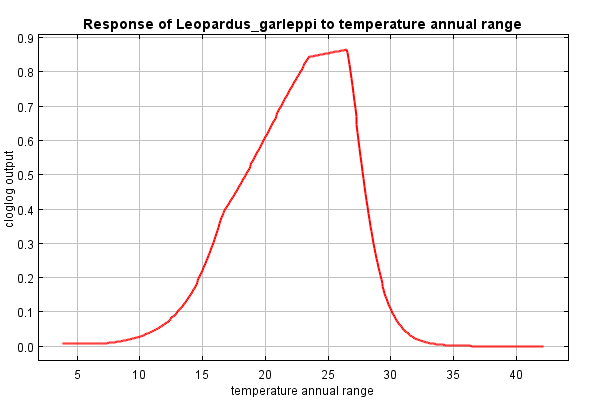 Response of Leopardus_garleppi to temperature annual range
cloglog output
0.9
0.8
0.7
0.6
0.5
0.4
0.3
0.2
0.1
0.0
5 10 15 20 25 30 35 40
temperature annual range